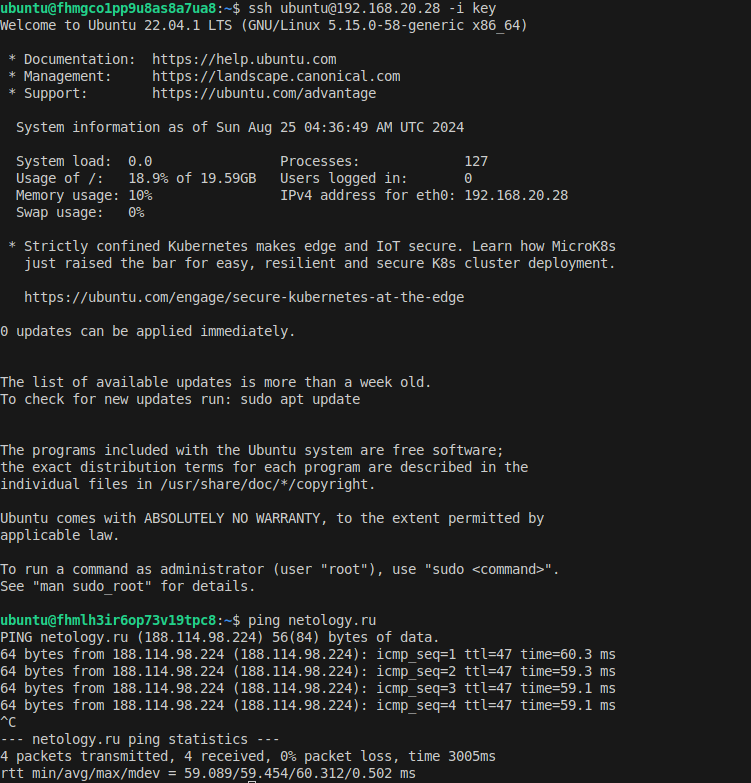 ubuntu@fhmgco1pp9u8as8a7ua8:~$ ssh ubuntu@192.168.20.28 -i key
Welcome to Ubuntu 22.04.1 LTS (GNU/Linux 5.15.0-58-generic x86_64)

 * Documentation:  https://help.ubuntu.com
 * Management:     https://landscape.canonical.com
 * Support:        https://ubuntu.com/advantage

  System information as of Sun Aug 25 04:36:49 AM UTC 2024

  System load:  0.0                Processes:             127
  Usage of /:   18.9% of 19.59GB   Users logged in:       0
  Memory usage: 10%                IPv4 address for eth0: 192.168.20.28
  Swap usage:   0%

 * Strictly confined Kubernetes makes edge and IoT secure. Learn how MicroK8s
   just raised the bar for easy, resilient and secure K8s cluster deployment.

   https://ubuntu.com/engage/secure-kubernetes-at-the-edge

0 updates can be applied immediately.


The list of available updates is more than a week old.
To check for new updates run: sudo apt update


The programs included with the Ubuntu system are free software;
the exact distribution terms for each program are described in the
individual files in /usr/share/doc/*/copyright.

Ubuntu comes with ABSOLUTELY NO WARRANTY, to the extent permitted by
applicable law.

To run a command as administrator (user "root"), use "sudo <command>".
See "man sudo_root" for details.

ubuntu@fhmlh3ir6op73v19tpc8:~$ ping netology.ru
PING netology.ru (188.114.98.224) 56(84) bytes of data.
64 bytes from 188.114.98.224 (188.114.98.224): icmp_seq=1 ttl=47 time=60.3 ms
64 bytes from 188.114.98.224 (188.114.98.224): icmp_seq=2 ttl=47 time=59.3 ms
64 bytes from 188.114.98.224 (188.114.98.224): icmp_seq=3 ttl=47 time=59.1 ms
64 bytes from 188.114.98.224 (188.114.98.224): icmp_seq=4 ttl=47 time=59.1 ms
^C
--- netology.ru ping statistics ---
4 packets transmitted, 4 received, 0% packet loss, time 3005ms
rtt min/avg/max/mdev = 59.089/59.454/60.312/0.502 ms